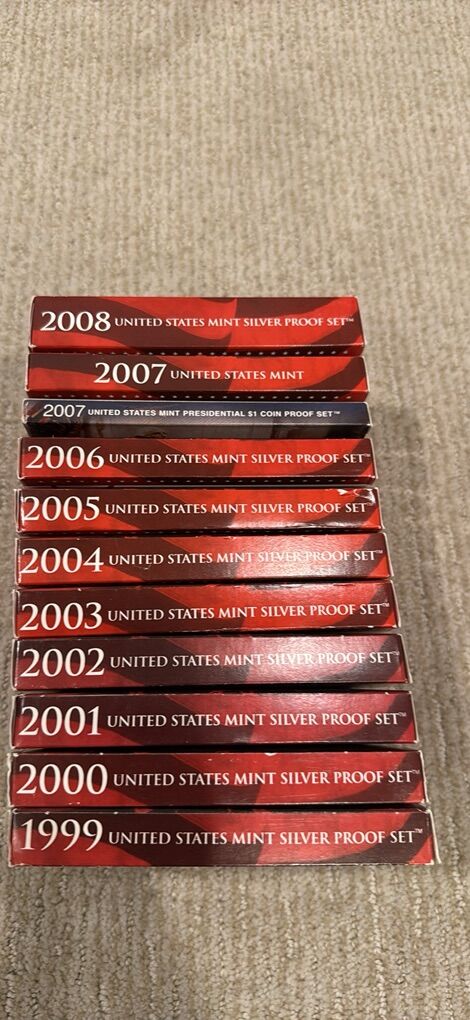 2008 UNITED STATES MINT SILVER PROOF SET™
2007 UNITED STATES MINT
2007 UNITED STATES MINT PRESIDENTIAL $1 COIN PROOF SET™
2006 UNITED STATES MINT SILVER PROOF SET™
2005 UNITED STATES MINT SILVER PROOF SET™
2004 UNITED STATES MINT SILVER PROOF SET™
2003 UNITED STATES MINT SILVER PROOF SET™
2002 UNITED STATES MINT SILVER PROOF SET™
2001 UNITED STATES MINT SILVER PROOF SET™
2000 UNITED STATES MINT SILVER PROOF SET™
1999 UNITED STATES MINT SILVER PROOF SET™